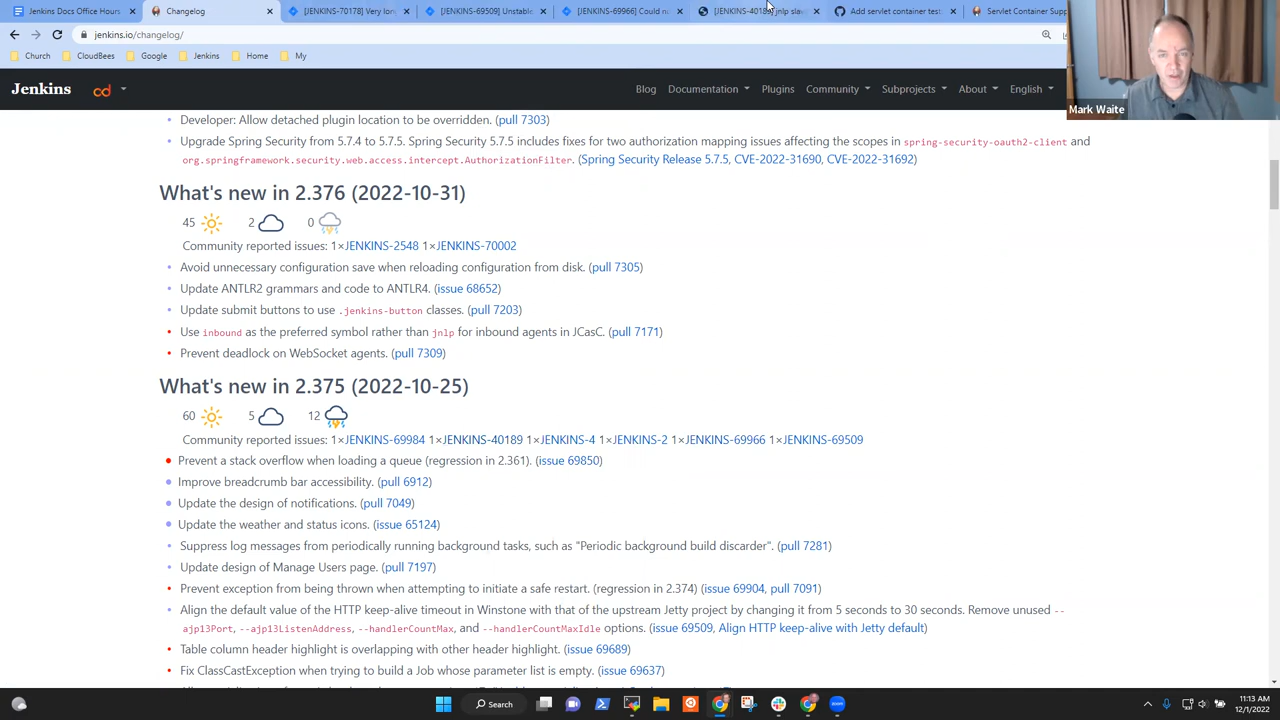 Jenkins Docs Office Hours
Changelog
[JENKINS-70178] Very lon
[JENKINS-69509] Unstabl
[JENKINS-69966] Could n
[JENKINS-40189] jnlp sla
Add servlet container test
Servlet Container Supp
jenkins.io/changelog/
Church
CloudBees
Google
Jenkins
Home
My
Mark Waite
Jenkins
cd
Blog
Documentation
Plugins
Community
Subprojects
About
English
Developer: Allow detached plugin location to be overridden. (pull 7303)
Upgrade Spring Security from 5.7.4 to 5.7.5. Spring Security 5.7.5 includes fixes for two authorization mapping issues affecting the scopes in spring-security-oauth2-client and
org.springframework.security.web.access.intercept.AuthorizationFilter. (Spring Security Release 5.7.5, CVE-2022-31690, CVE-2022-31692)
What's new in 2.376 (2022-10-31)
45 2 0
Community reported issues: 1×JENKINS-2548 1×JENKINS-70002
Avoid unnecessary configuration save when reloading configuration from disk. (pull 7305)
Update ANTLR2 grammars and code to ANTLR4. (issue 68652)
Update submit buttons to use .jenkins-button classes. (pull 7203)
Use inbound as the preferred symbol rather than jnlp for inbound agents in JCasC. (pull 7171)
Prevent deadlock on WebSocket agents. (pull 7309)
What's new in 2.375 (2022-10-25)
60 5 12
Community reported issues: 1×JENKINS-69984 1×JENKINS-40189 1×JENKINS-4 1×JENKINS-2 1×JENKINS-69966 1×JENKINS-69509
Prevent a stack overflow when loading a queue (regression in 2.361). (issue 69850)
Improve breadcrumb bar accessibility. (pull 6912)
Update the design of notifications. (pull 7049)
Update the weather and status icons. (issue 65124)
Suppress log messages from periodically running background tasks, such as "Periodic background build discarder". (pull 7281)
Update design of Manage Users page. (pull 7197)
Prevent exception from being thrown when attempting to initiate a safe restart. (regression in 2.374) (issue 69904, pull 7091)
Align the default value of the HTTP keep-alive timeout in Winstone with that of the upstream Jetty project by changing it from 5 seconds to 30 seconds. Remove unused --
ajp13Port, --ajp13ListenAddress, --handlerCountMax, and --handlerCountMaxIdle options. (issue 69509, Align HTTP keep-alive with Jetty default)
Table column header highlight is overlapping with other header highlight. (issue 69689)
Fix ClassCastException when trying to build a Job whose parameter list is empty. (issue 69637)
Search
11:13 AM
12/1/2022